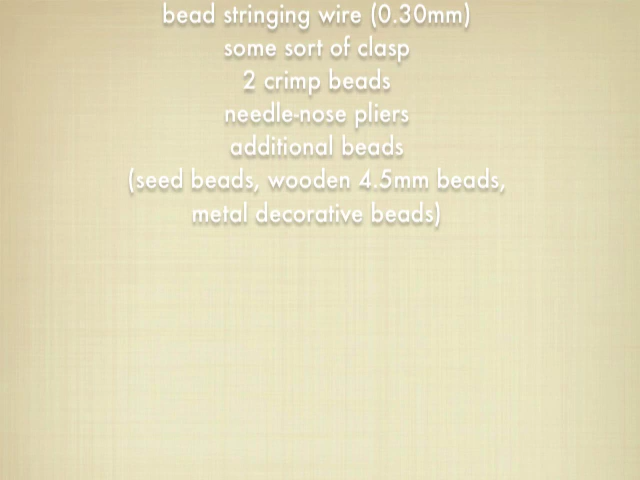 bead stringing wire (0.30mm)
some sort of clasp
2 crimp beads
needle-nose pliers
additional beads
(seed beads, wooden 4.5mm beads,
metal decorative beads)